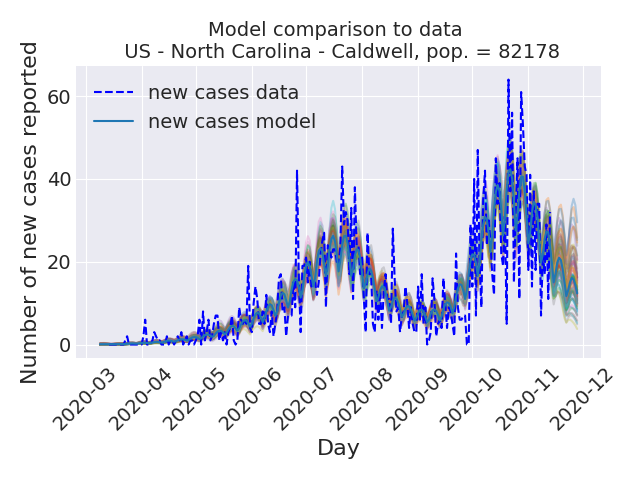 Model comparison to data
US - North Carolina - Caldwell, pop. = 82178
Number of new cases reported
60
40
20
0
new cases data
new cases model
2020-03
2020-04
2020-05
2020-06
2020-07
2020-08
2020-09
2020-10
2020-11
2020-12
Day